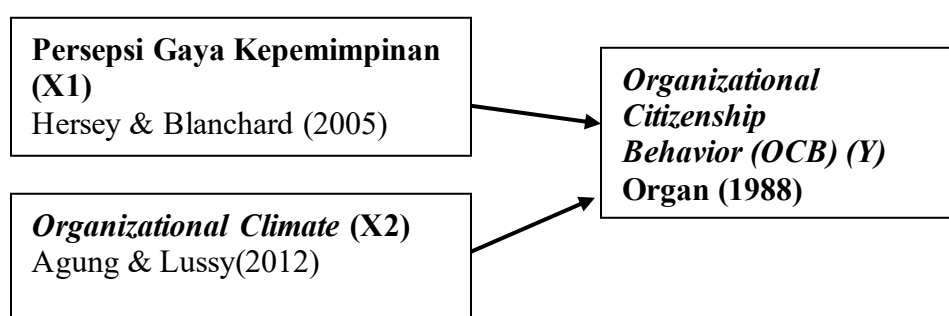 Persepsi Gaya Kepemimpinan
(X1)
Hersey & Blanchard (2005)
Organizational Climate (X2)
Agung & Lussy(2012)
Organizational
Citizenship
Behavior (OCB) (Y)
Organ (1988)